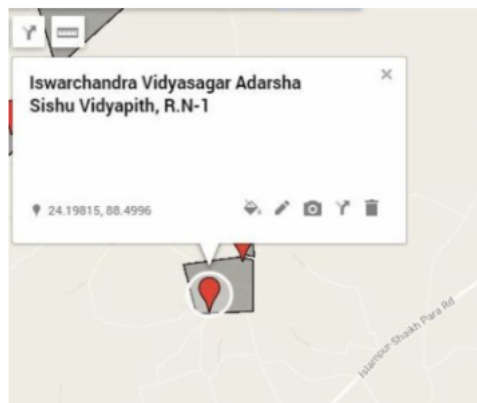 Iswarchandra Vidyasagar Adarsha
Sishu Vidyapith, R.N-1
24.19815, 88.4996
Islampur-Shaikh Para Rd